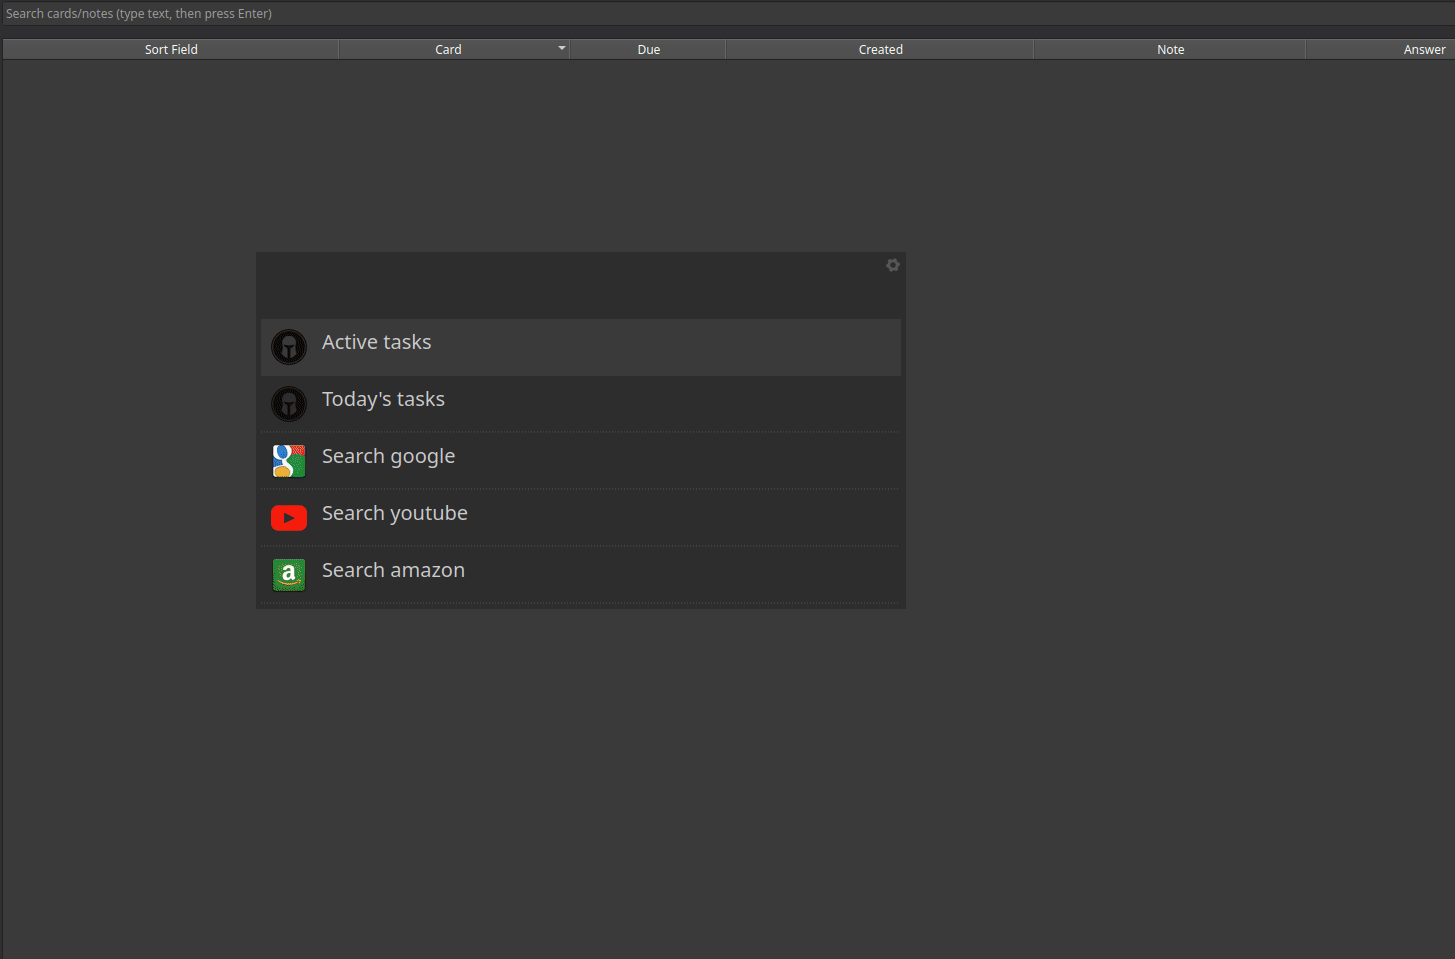 Search cards/notes (type text, then press Enter)
Sort Field Card Due Created Note Answer
Active tasks
Today's tasks
Search google
Search youtube
Search amazon